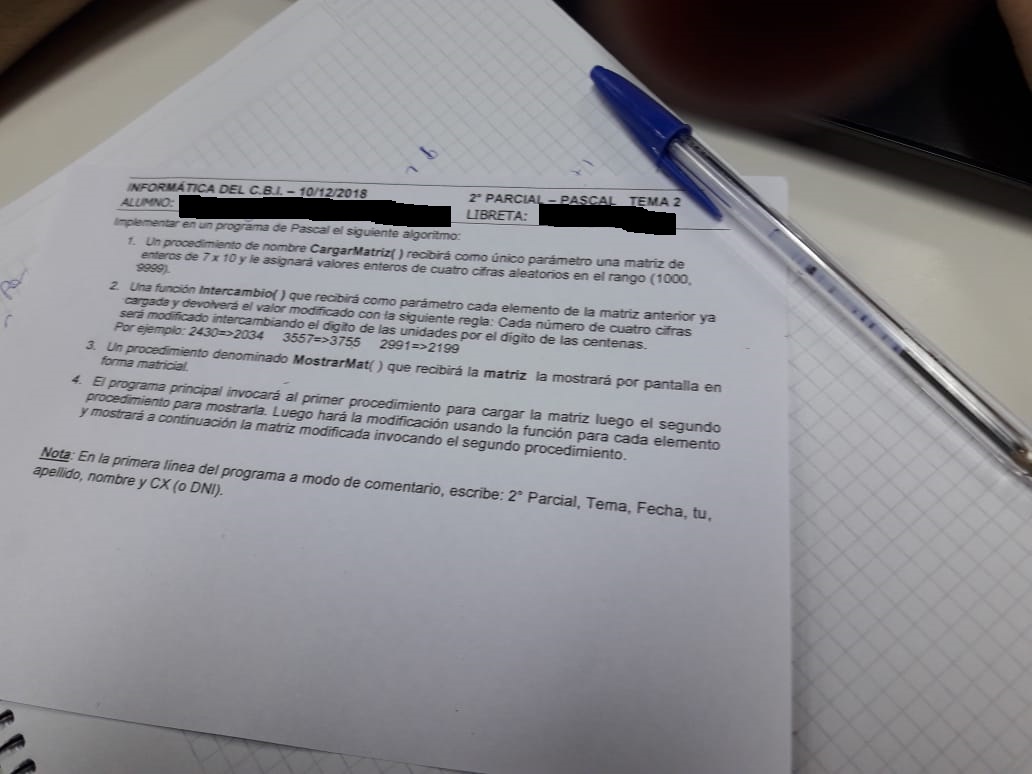 INFORMÁTICA DEL C.B.I. – 10/12/2018 2° PARCIAL – PASCAL TEMA 2
ALUMNO: LIBRETA:
Implementar en un programa de Pascal el siguiente algoritmo:
1. Un procedimiento de nombre CargarMatriz( ) recibirá como único parámetro una matriz de
enteros de 7 x 10 y le asignará valores enteros de cuatro cifras aleatorios en el rango (1000,
9999).
2. Una función Intercambio( ) que recibirá como parámetro cada elemento de la matriz anterior ya
cargada y devolverá el valor modificado con la siguiente regla: Cada número de cuatro cifras
será modificado intercambiando el digito de las unidades por el dígito de las centenas.
Por ejemplo: 2430=>2034 3557=>3755 2991=>2199
3. Un procedimiento denominado MostrarMat( ) que recibirá la matriz la mostrará por pantalla en
forma matricial.
4. El programa principal invocará al primer procedimiento para cargar la matriz luego el segundo
procedimiento para mostrarla. Luego hará la modificación usando la función para cada elemento
y mostrará a continuación la matriz modificada invocando el segundo procedimiento.
Nota: En la primera línea del programa a modo de comentario, escribe: 2° Parcial, Tema, Fecha, tu,
apellido, nombre y CX (o DNI).